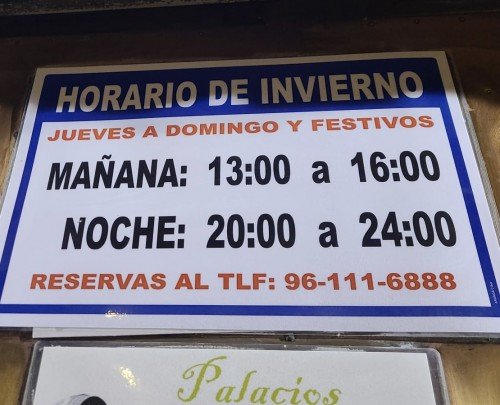 HORARIO DE INVIERNO
JUEVES A DOMINGO Y FESTIVOS
MAÑANA: 13:00 a 16:00
NOCHE: 20:00 a 24:00
RESERVAS AL TLF: 96-111-6888
Palacios